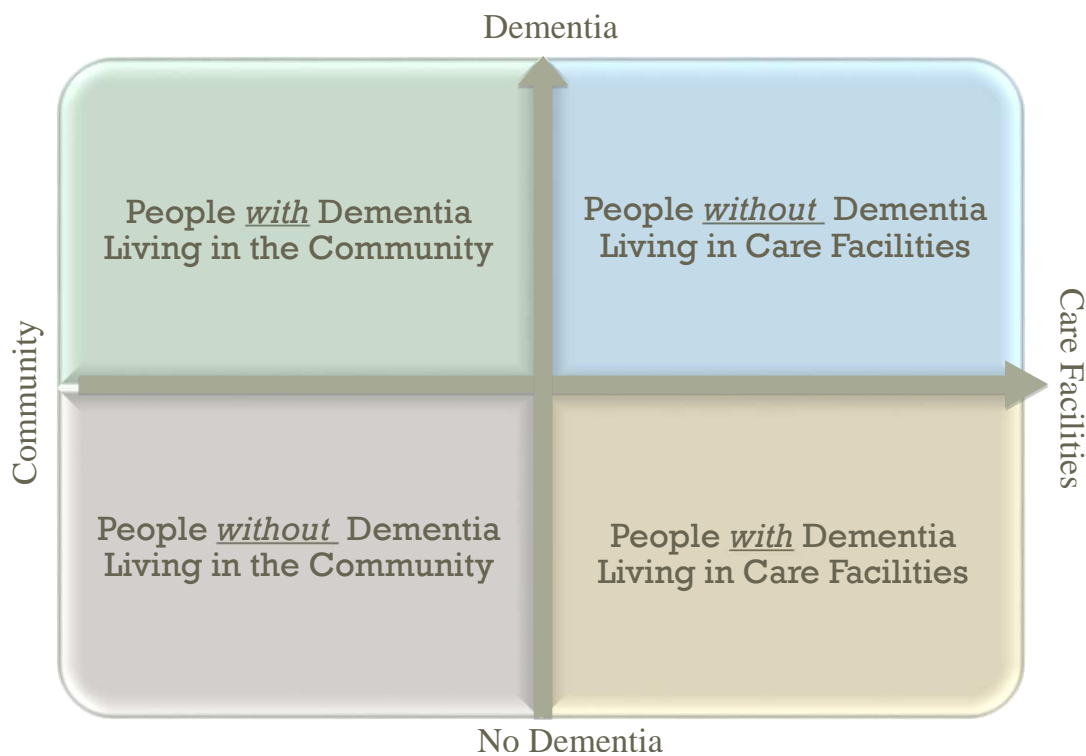 Dementia
People with Dementia
Living in the Community
People without Dementia
Living in Care Facilities
Community
Care Facilities
People without Dementia
Living in the Community
People with Dementia
Living in Care Facilities
No Dementia